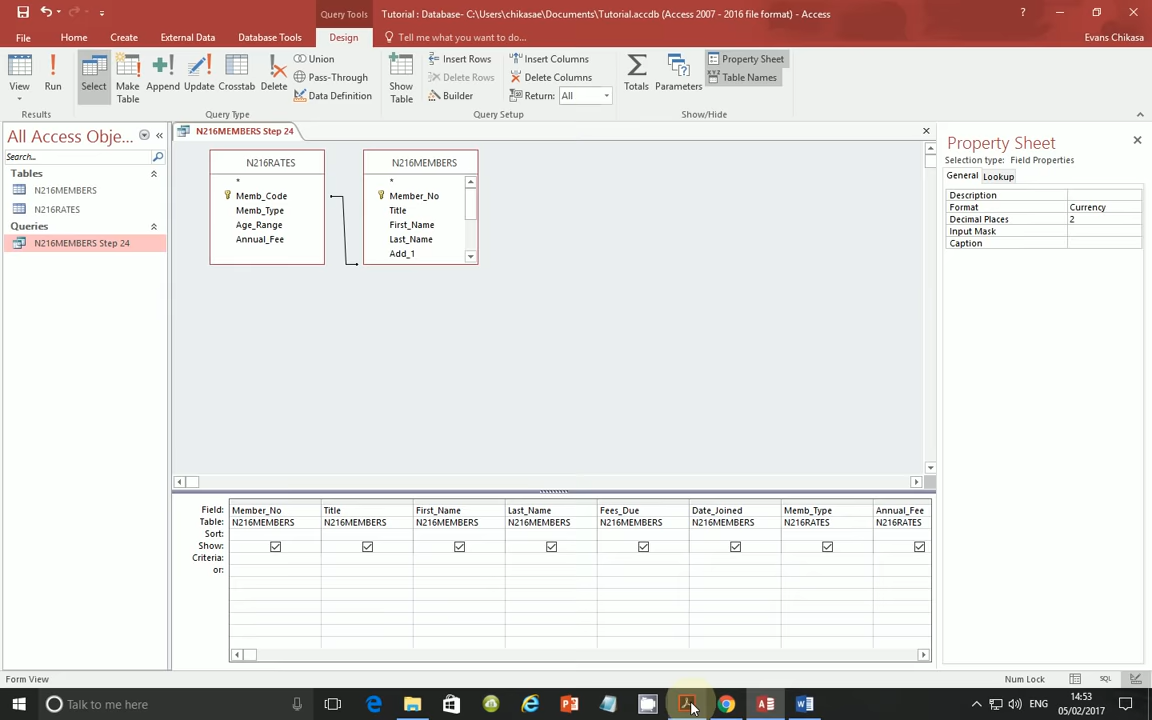 Query Tools
Tutorial : Database- C:\Users\chikasae\Documents\Tutorial.accdb (Access 2007 - 2016 file format) - Access
?
File Home Create External Data Database Tools Design Tell me what you want to do...
Evans Chikasa
View
Run
Select
Make
Table
Append
Update
Crosstab
Delete
Union
Pass-Through
Data Definition
Show
Table
Insert Rows
Delete Rows
Builder
Insert Columns
Delete Columns
Return: All
Totals
Parameters
Property Sheet
Table Names
Results
Query Type
Query Setup
Show/Hide
All Access Obje...
Search...
Tables
N216MEMBERS
N216RATES
Queries
N216MEMBERS Step 24
N216MEMBERS Step 24
N216RATES
*
Memb_Code
Memb_Type
Age_Range
Annual_Fee
N216MEMBERS
*
Member_No
Title
First_Name
Last_Name
Add_1
Field: Member_No Title First_Name Last_Name Fees_Due Date_Joined Memb_Type Annual_Fee
Table: N216MEMBERS N216MEMBERS N216MEMBERS N216MEMBERS N216MEMBERS N216MEMBERS N216RATES N216RATES
Sort:
Show:
Criteria:
or:
Property Sheet
Selection type: Field Properties
General Lookup
Description
Format Currency
Decimal Places 2
Input Mask
Caption
Form View
Num Lock
SQL
Talk to me here
ENG
14:53
05/02/2017